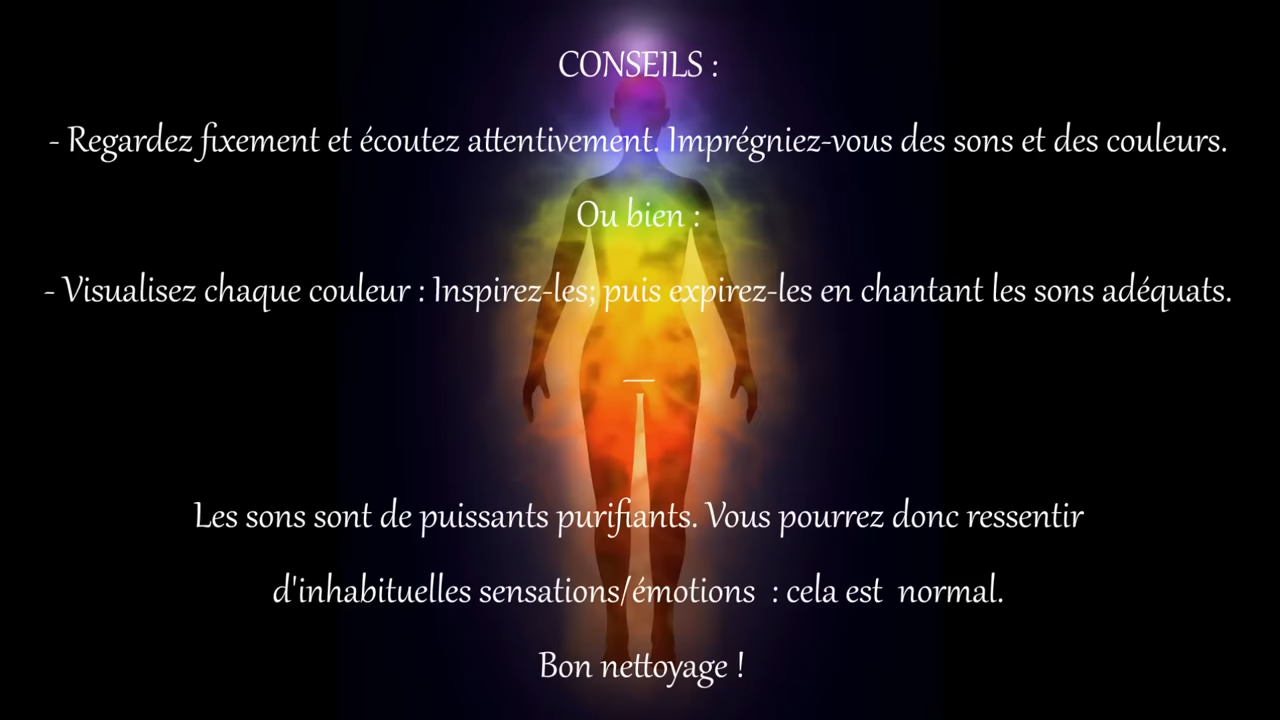 CONSEILS :
- Regardez fixement et écoutez attentivement. Imprégniez-vous des sons et des couleurs.
Ou bien :
- Visualisez chaque couleur : Inspirez-les; puis expirez-les en chantant les sons adéquats.
—
Les sons sont de puissants purifiants. Vous pourrez donc ressentir
d'inhabituelles sensations/émotions  : cela est  normal.
Bon nettoyage !